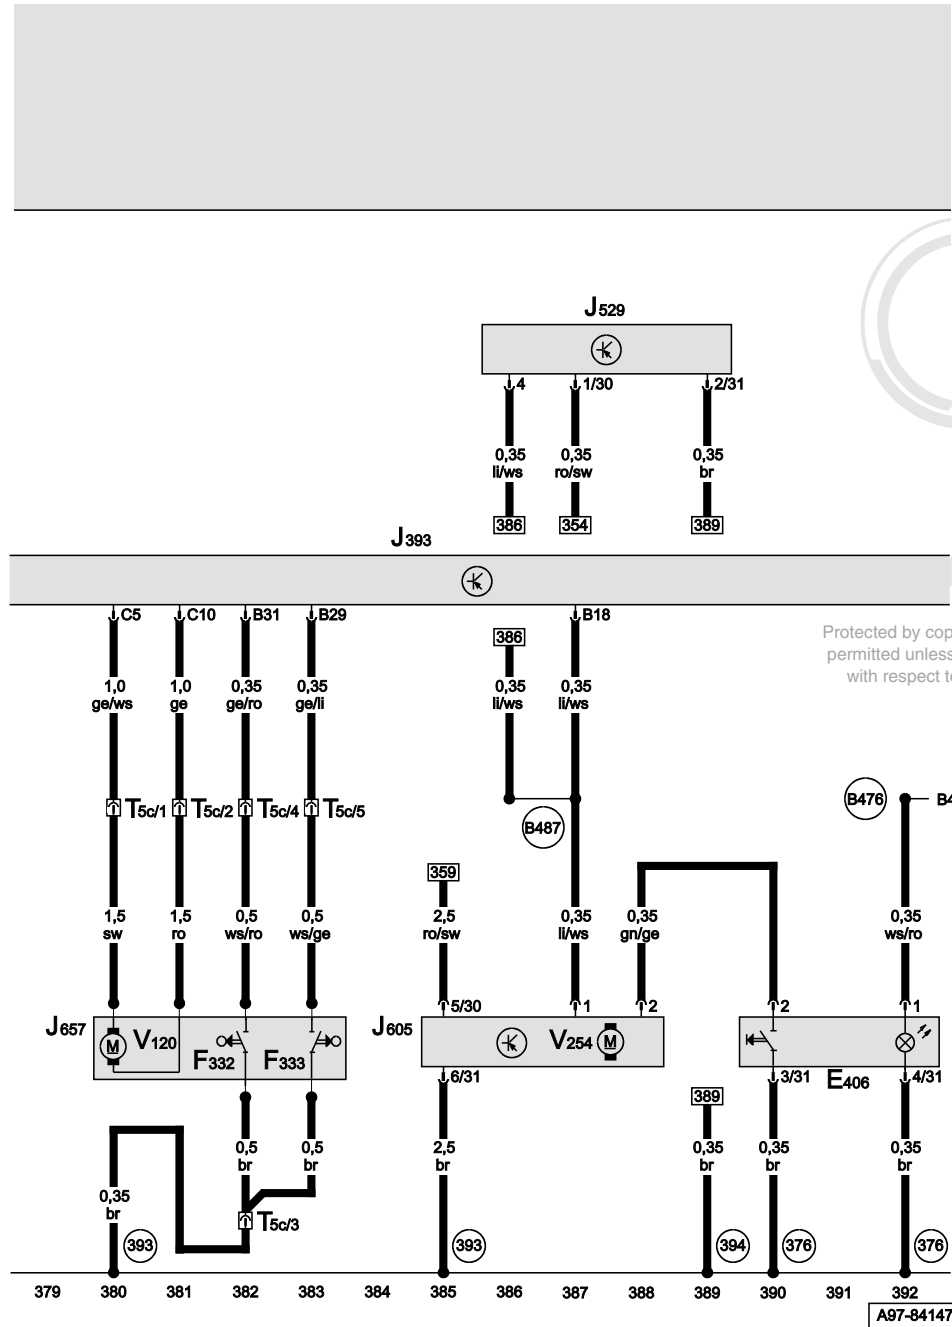 J529
4 1/30 2/31
0,35 0,35 0,35
li/ws ro/sw br
386 354 389
J393
C5 C10 B31 B29 B18
Protected by cop
386
permitted unless
with respect to
1,0 1,0 0,35 0,35 0,35 0,35
ge/ws ge ge/ro ge/li li/ws li/ws
T5c/1 T5c/2 T5c/4 T5c/5 B476 B4
B487
359
1,5 1,5 0,5 0,5 2,5 0,35 0,35 0,35
sw ro ws/ro ws/ge ro/sw li/ws gn/ge ws/ro
5/30 1 2 2 1
J657 V120 F332 F333 J605 V254
M M
6/31 3/31 E406 4/31
389
0,5 0,5 2,5 0,35 0,35 0,35
br br br br br br
0,35
br
T5c/3
393 393 394 376 376
379 380 381 382 383 384 385 386 387 388 389 390 391 392
A97-84147